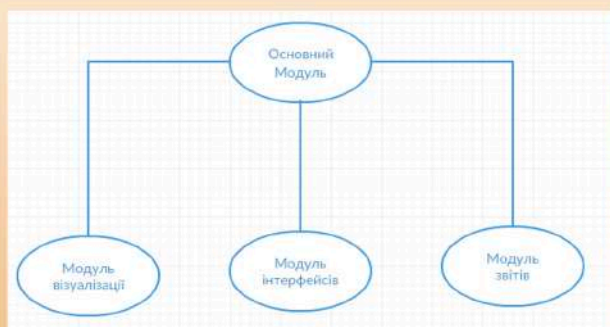 Основний
Модуль
Модуль
візуалізації
Модуль
інтерфейсів
Модуль
звітів